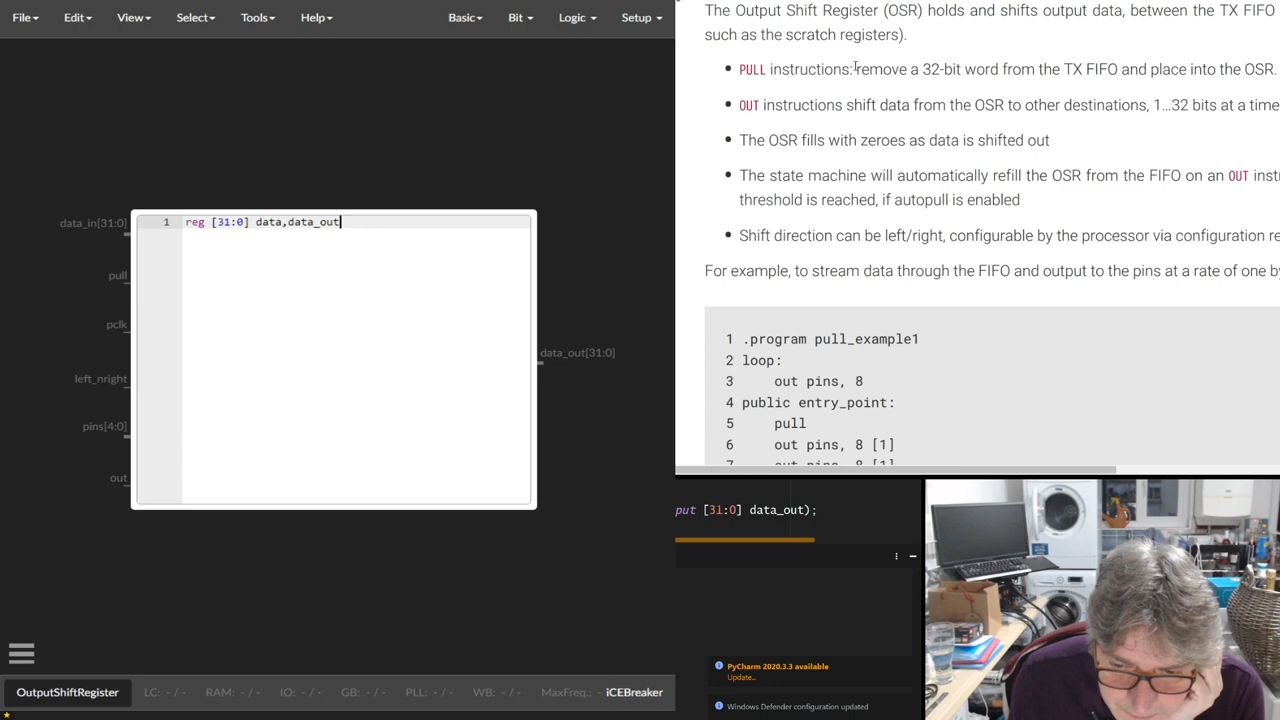 File
Edit
View
Select
Tools
Help
Basic
Bit
Logic
Setup
data_in[31:0]
pull
pclk
left_nright
pins[4:0]
out
1 reg [31:0] data,data_out
data_out[31:0]
OutputShiftRegister
LC: - / -
RAM: - / -
IO: - / -
GB: - / -
PLL: - / -
WB: - / -
MaxFreq.: -
iCEBreaker
The Output Shift Register (OSR) holds and shifts output data, between the TX FIFO
such as the scratch registers).
• PULL instructions: remove a 32-bit word from the TX FIFO and place into the OSR.
• OUT instructions shift data from the OSR to other destinations, 1…32 bits at a time
• The OSR fills with zeroes as data is shifted out
• The state machine will automatically refill the OSR from the FIFO on an OUT inst
threshold is reached, if autopull is enabled
• Shift direction can be left/right, configurable by the processor via configuration re
For example, to stream data through the FIFO and output to the pins at a rate of one by
1 .program pull_example1
2 loop:
3 out pins, 8
4 public entry_point:
5 pull
6 out pins, 8 [1]
7 out pins, 8 [1]
put [31:0] data_out);
PyCharm 2020.3.3 available
Update...
Windows Defender configuration updated